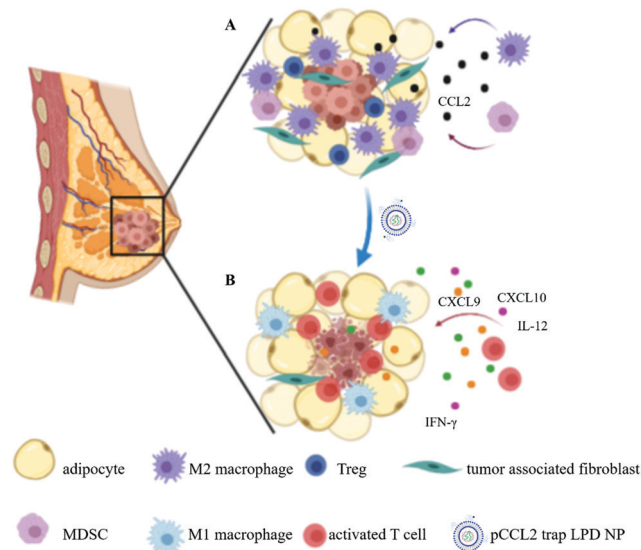 A
CCL2
B
CXCL9
CXCL10
IL-12
IFN-γ
adipocyte
M2 macrophage
Treg
tumor associated fibroblast
MDSC
M1 macrophage
activated T cell
pCCL2 trap LPD NP